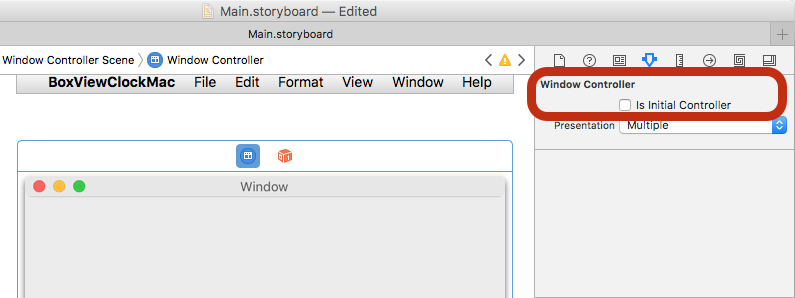 Main.storyboard — Edited
Main.storyboard
Window Controller Scene Window Controller
BoxViewClockMac File Edit Format View Window Help
Window
Window Controller
Is Initial Controller
Presentation Multiple